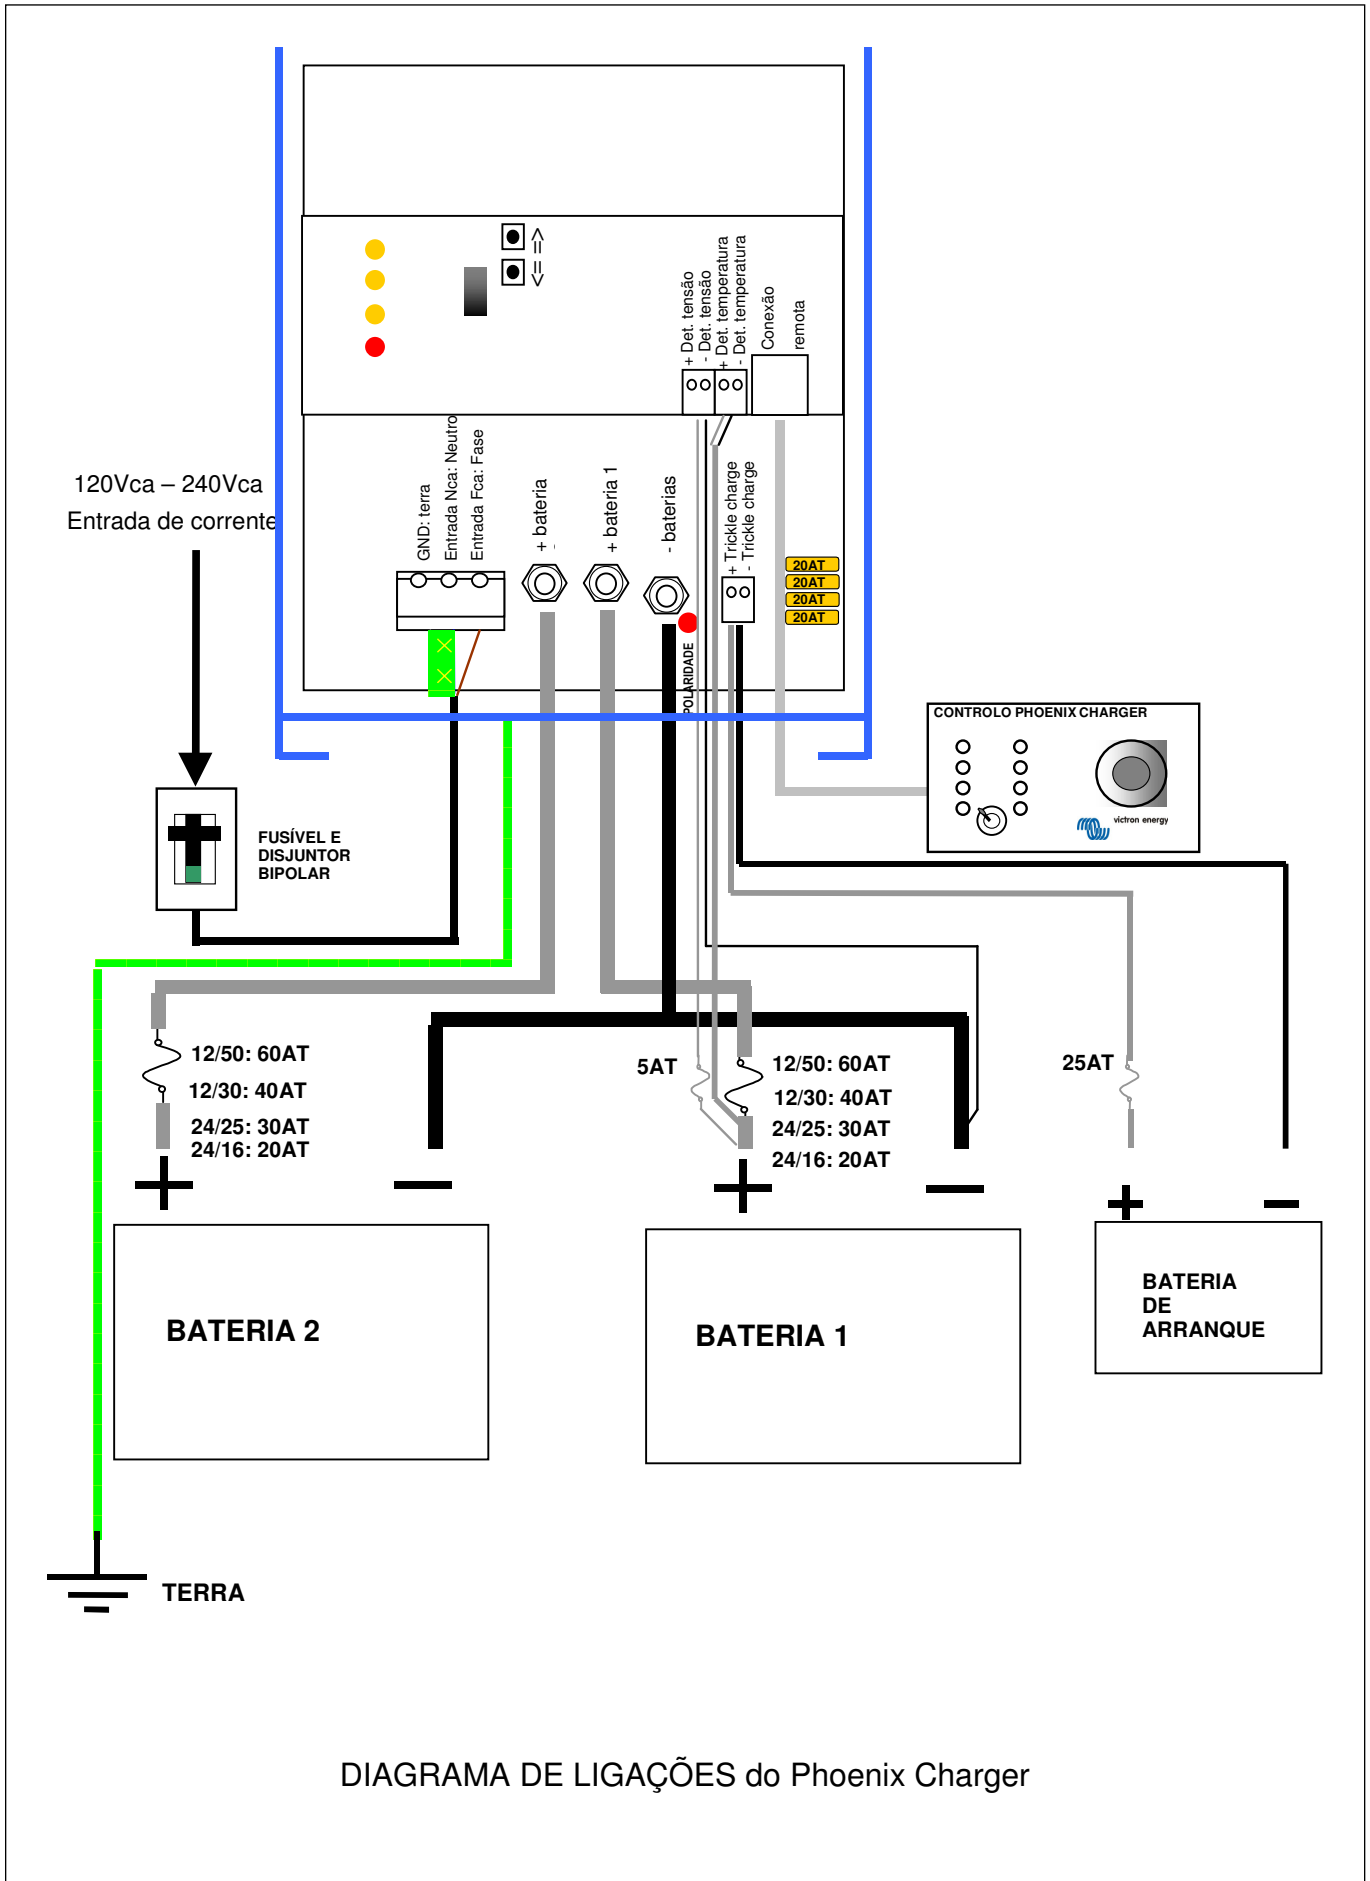 =>
<=
+ Det. tensão
- Det. tensão
+ Det. temperatura
- Det. temperatura
Conexão
remota
120Vca – 240Vca
Entrada de corrente
GND: terra
Entrada Nca: Neutro
Entrada Fca: Fase
+ bateria
+ bateria 1
- baterias
+ Trickle charge
- Trickle charge
20AT
20AT
20AT
20AT
POLARIDADE
CONTROLO PHOENIX CHARGER
victron energy
FUSÍVEL E
DISJUNTOR
BIPOLAR
12/50: 60AT
12/30: 40AT
24/25: 30AT
24/16: 20AT
5AT
12/50: 60AT
12/30: 40AT
24/25: 30AT
24/16: 20AT
25AT
BATERIA 2
BATERIA 1
BATERIA
DE
ARRANQUE
TERRA
DIAGRAMA DE LIGAÇÕES do Phoenix Charger